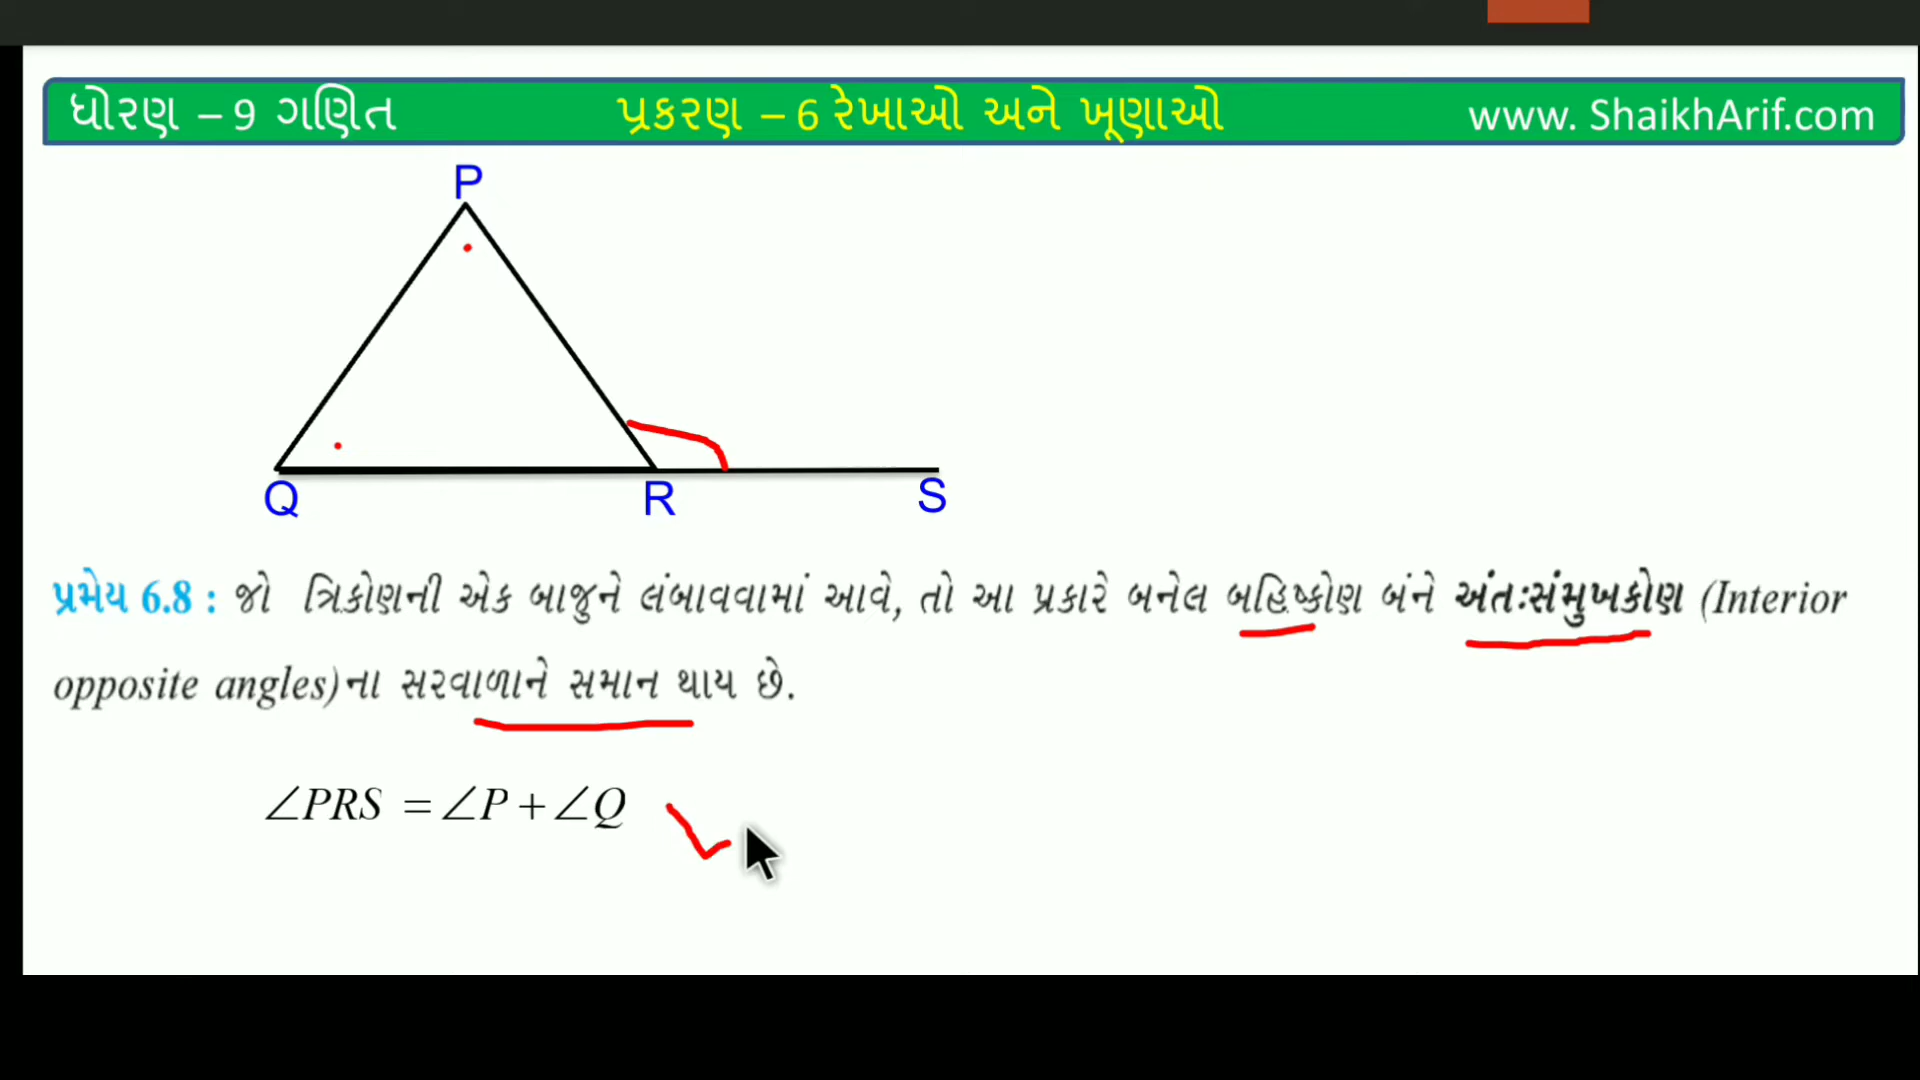 ધોરણ – 9 ગણિત પ્રકરણ – 6 રેખાઓ અને ખૂણાઓ www. ShaikhArif.com
P
Q R S
પ્રમેય 6.8 : જો ત્રિકોણની એક બાજુને લંબાવવામાં આવે, તો આ પ્રકારે બનેલ બહિષ્કોણ બંને અંતઃસંમુખકોણ (Interior
opposite angles)ના સરવાળાને સમાન થાય છે.
∠PRS = ∠P + ∠Q